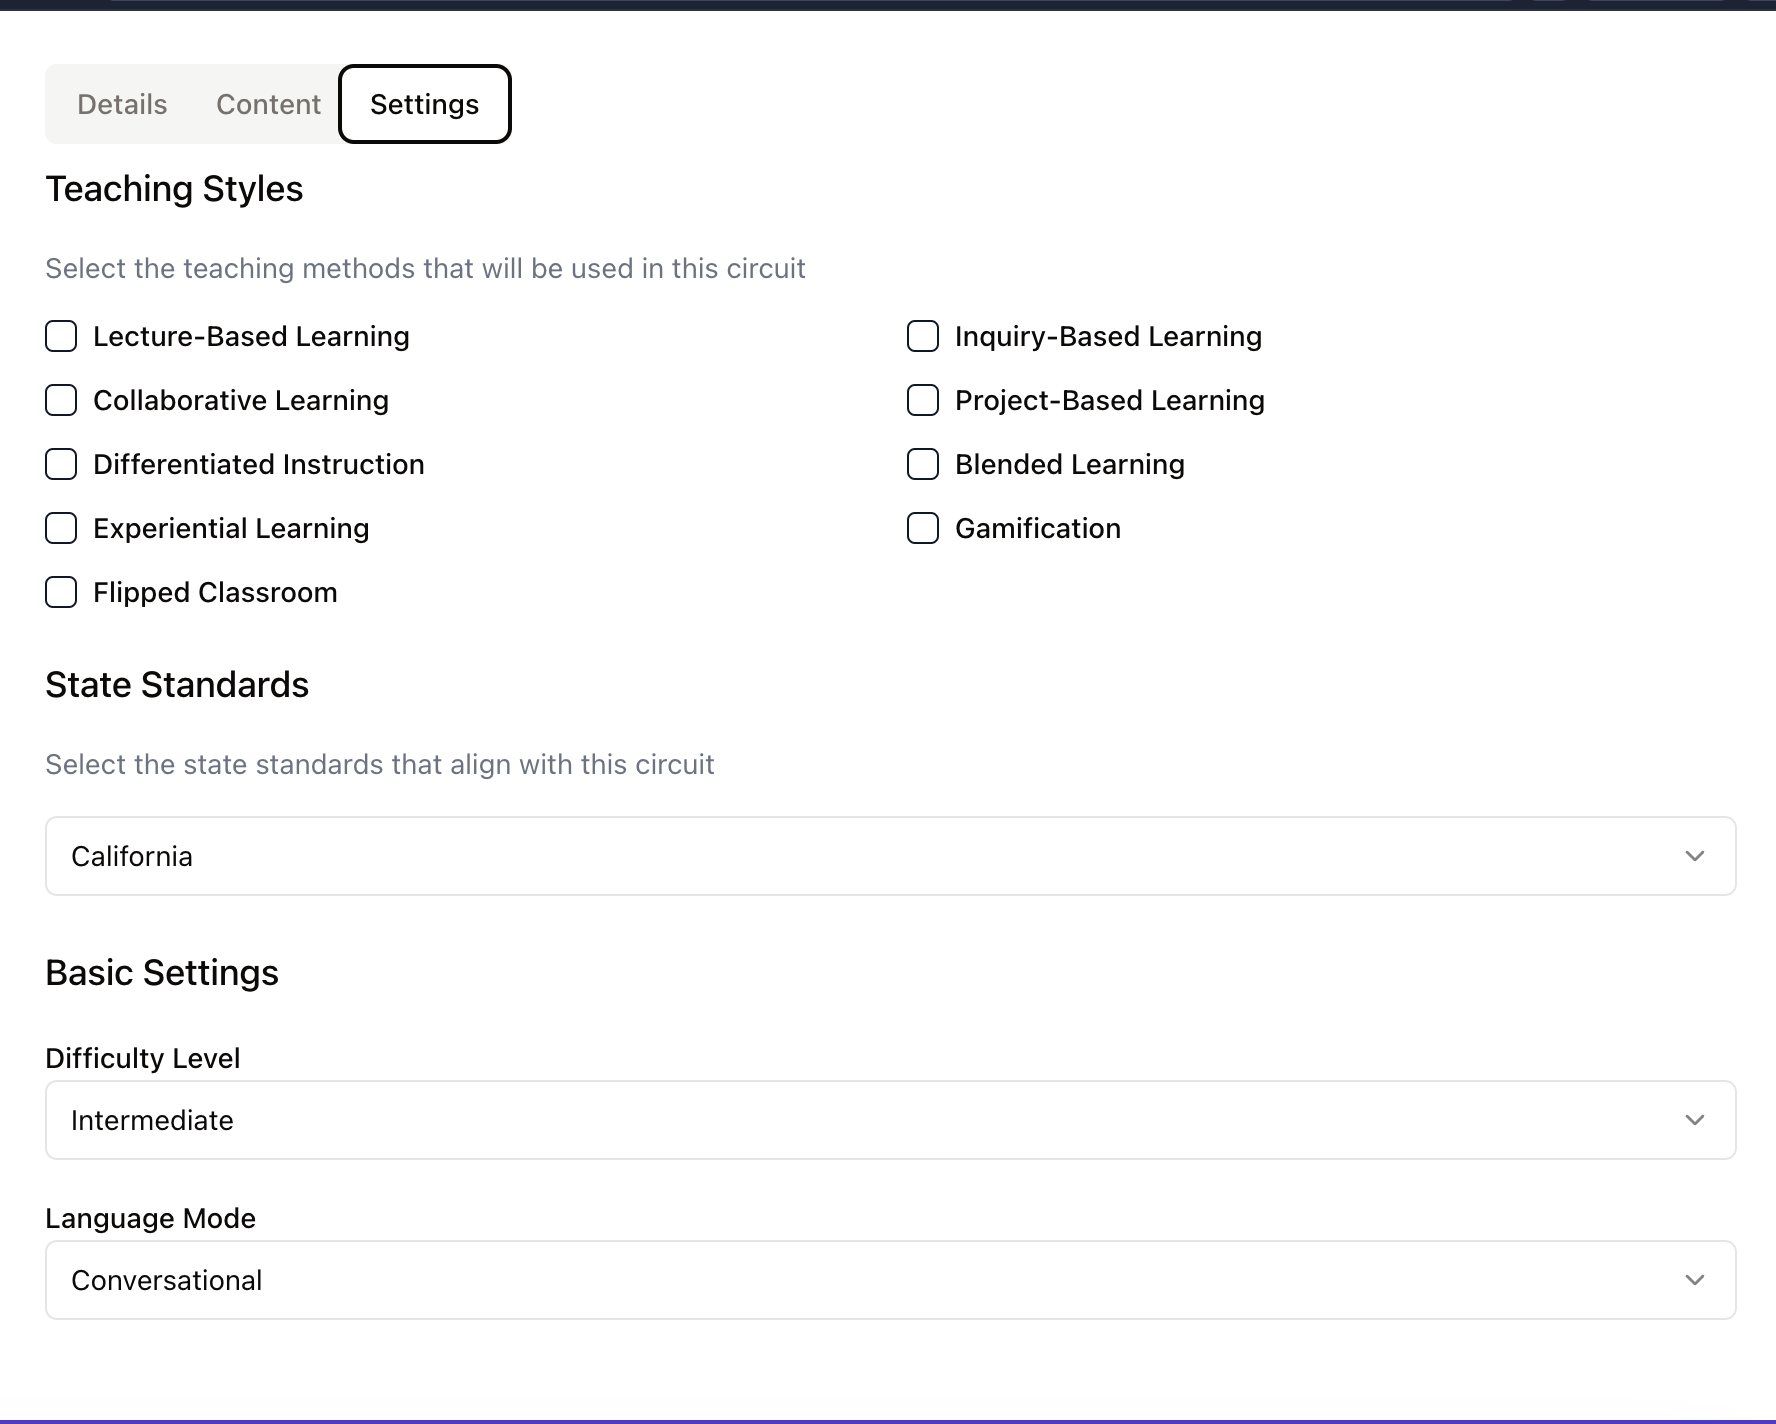 Details Content Settings
Teaching Styles
Select the teaching methods that will be used in this circuit
Lecture-Based Learning
Inquiry-Based Learning
Collaborative Learning
Project-Based Learning
Differentiated Instruction
Blended Learning
Experiential Learning
Gamification
Flipped Classroom
State Standards
Select the state standards that align with this circuit
California
Basic Settings
Difficulty Level
Intermediate
Language Mode
Conversational